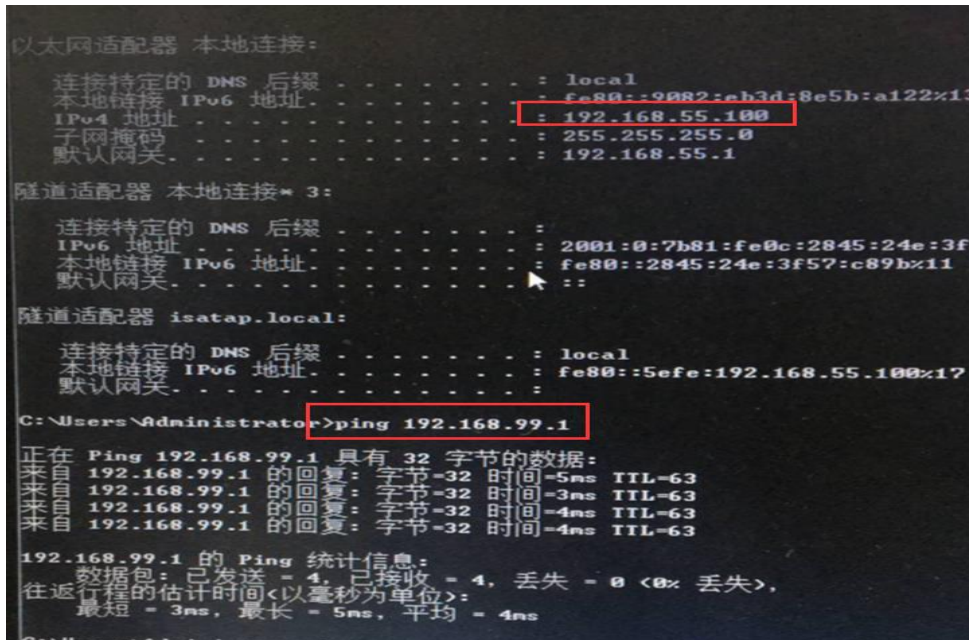 以太网适配器 本地连接:
连接特定的 DNS 后缀 . . . . . . . : local
本地链接 IPv6 地址. . . . . . . . : fe80::9082:eb3d:8e5b:a122%13
IPv4 地址 . . . . . . . . . . . . : 192.168.55.100
子网掩码 . . . . . . . . . . . . : 255.255.255.0
默认网关. . . . . . . . . . . . . : 192.168.55.1
隧道适配器 本地连接* 3:
连接特定的 DNS 后缀 . . . . . . . :
IPv6 地址 . . . . . . . . . . . . : 2001:0:7b81:fe0c:2845:24e:3f
本地链接 IPv6 地址. . . . . . . . : fe80::2845:24e:3f57:c89b%11
默认网关. . . . . . . . . . . . . : ::
隧道适配器 isatap.local:
连接特定的 DNS 后缀 . . . . . . . : local
本地链接 IPv6 地址. . . . . . . . : fe80::5efe:192.168.55.100%17
默认网关. . . . . . . . . . . . . :
C:\Users\Administrator>ping 192.168.99.1
正在 Ping 192.168.99.1 具有 32 字节的数据:
来自 192.168.99.1 的回复: 字节=32 时间=5ms TTL=63
来自 192.168.99.1 的回复: 字节=32 时间=3ms TTL=63
来自 192.168.99.1 的回复: 字节=32 时间=4ms TTL=63
来自 192.168.99.1 的回复: 字节=32 时间=4ms TTL=63
192.168.99.1 的 Ping 统计信息:
数据包: 已发送 = 4, 已接收 = 4, 丢失 = 0 (0% 丢失),
往返行程的估计时间(以毫秒为单位):
最短 = 3ms, 最长 = 5ms, 平均 = 4ms